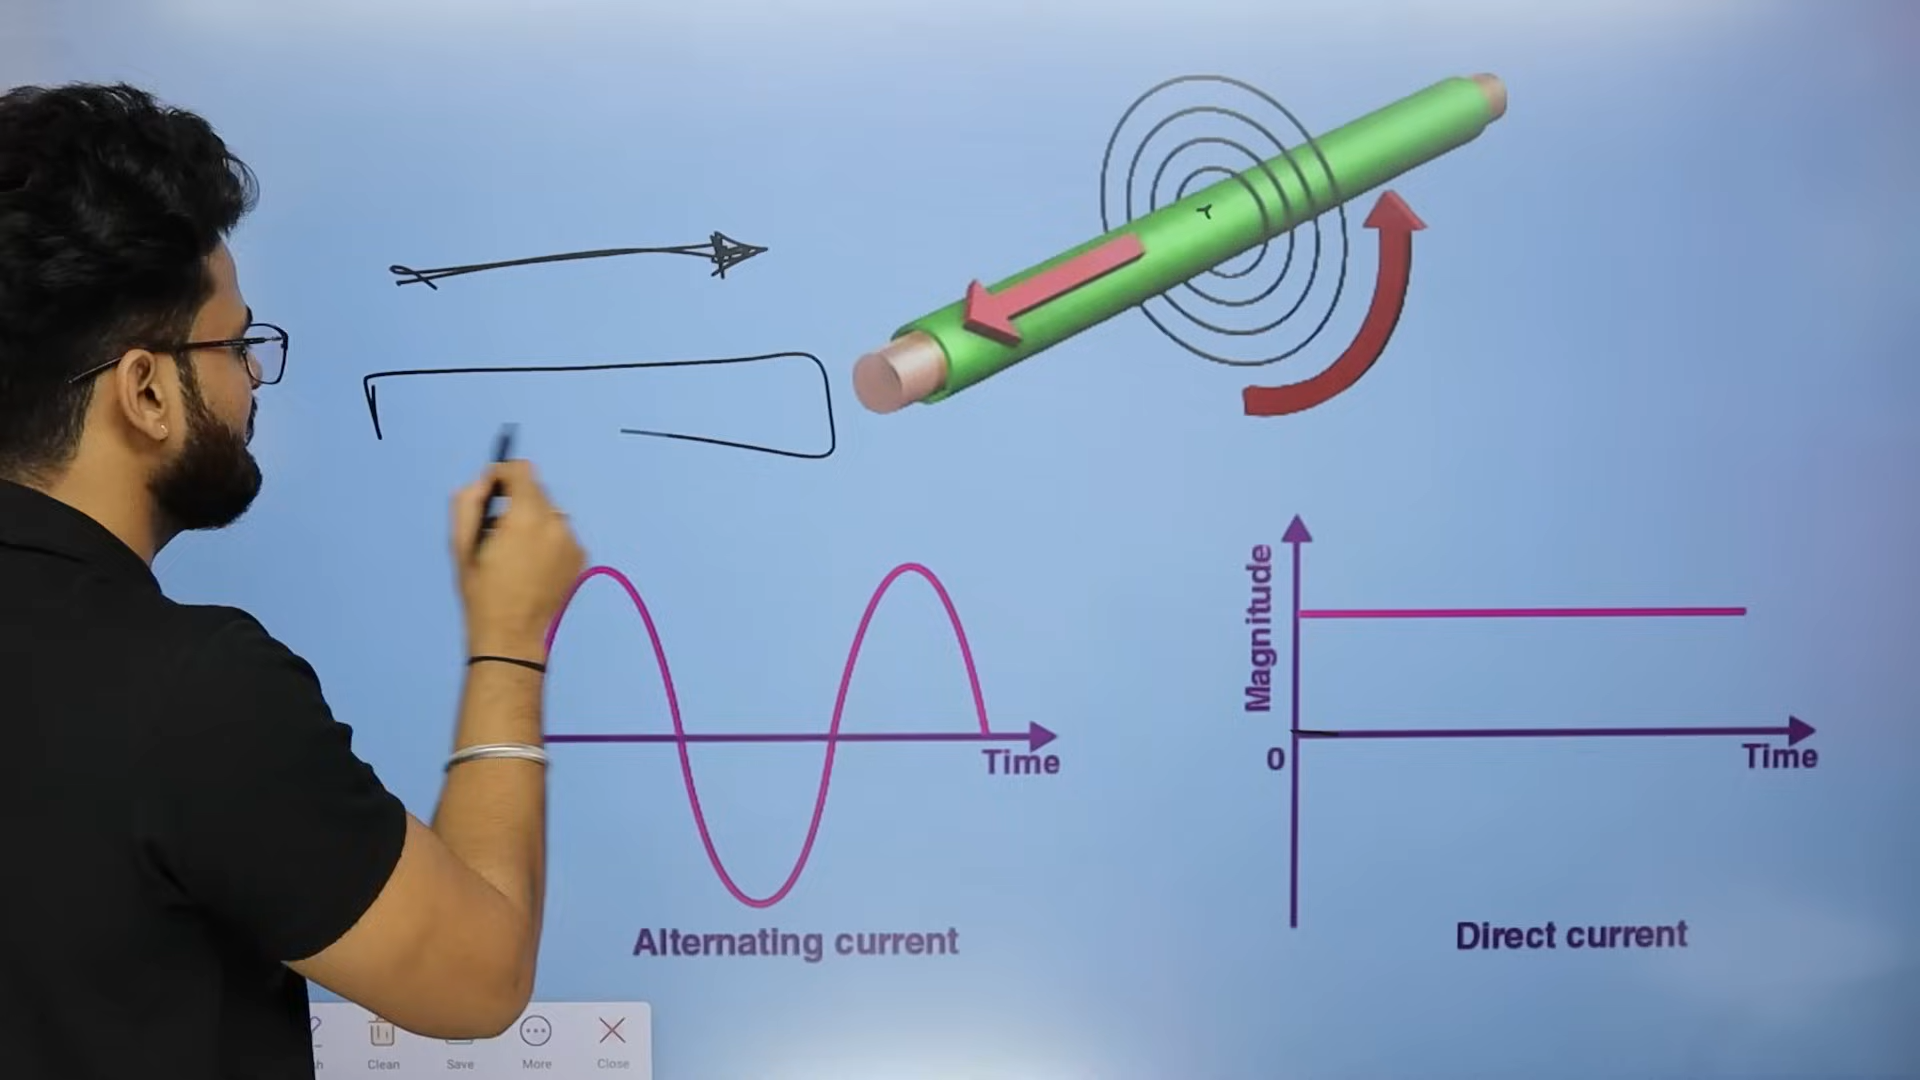 Magnitude
0
Time
Time
Alternating current
Direct current
Clean
Save
More
Close